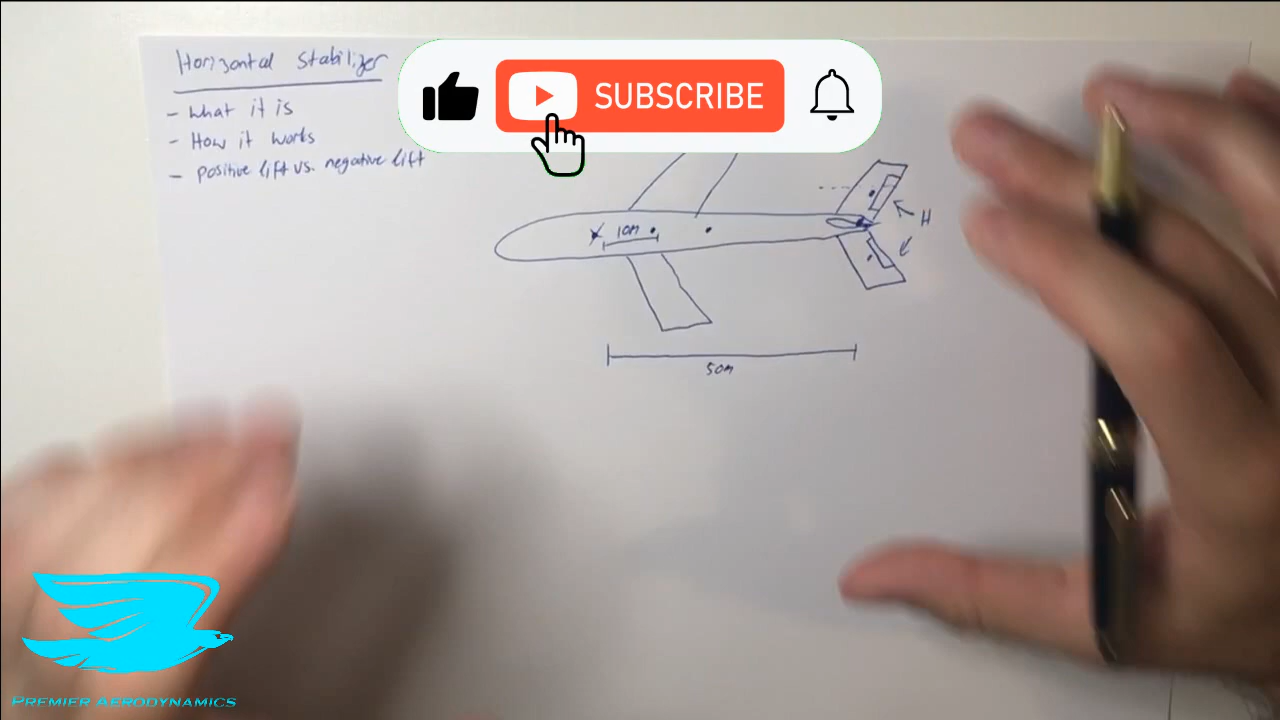 Horizontal Stabilizer
- What it is
- How it works
- positive lift vs. negative lift
SUBSCRIBE
10m
H
50m
PREMIER AERODYNAMICS